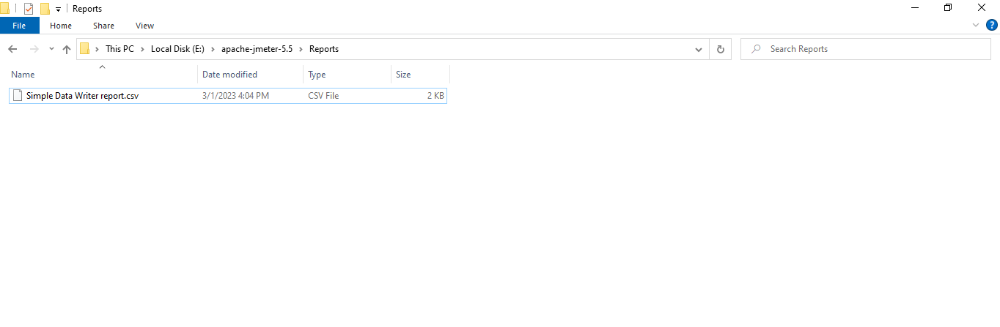 Reports
File Home Share View ?
This PC Local Disk (E:) apache-jmeter-5.5 Reports Search Reports
Name Date modified Type Size
Simple Data Writer report.csv 3/1/2023 4:04 PM CSV File 2 KB